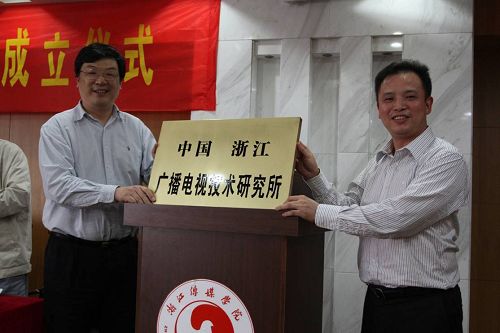 成立仪式
中国 浙江
广播电视技术研究所
浙江传媒学院